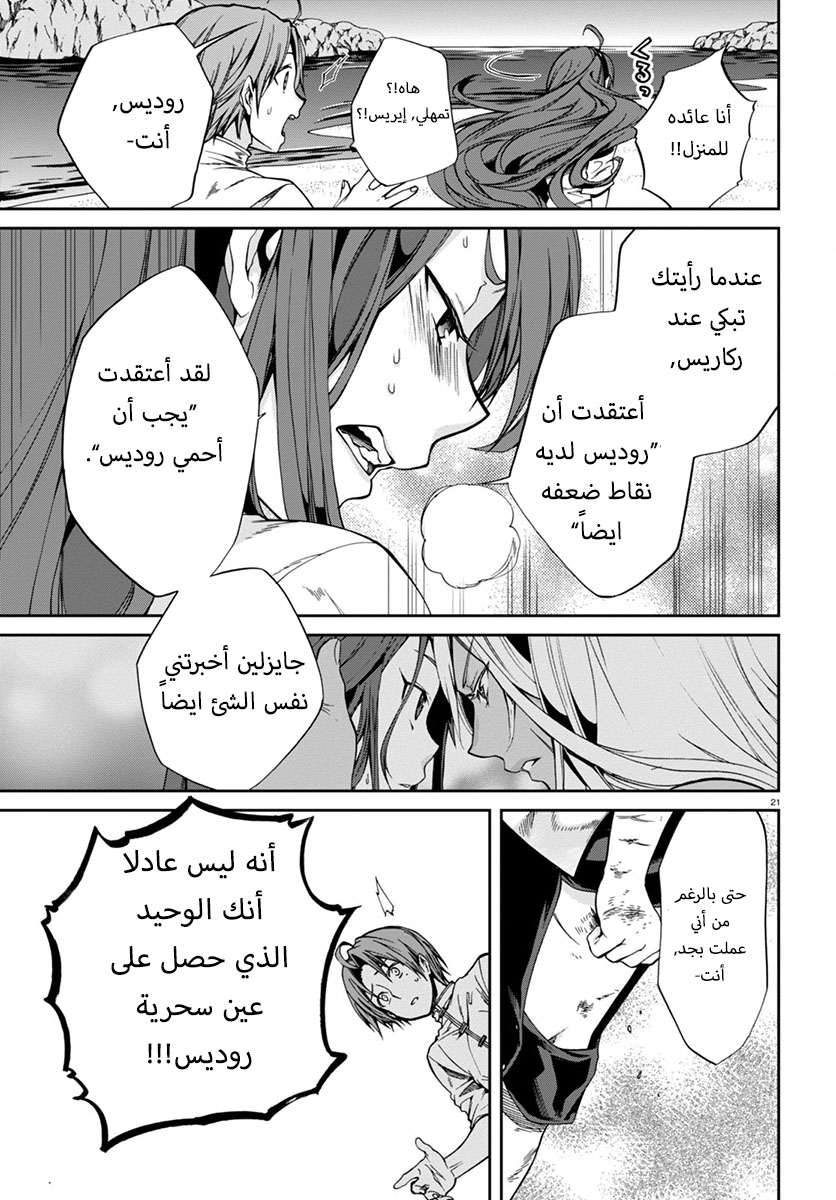 أنا عائده
للمنزل!!
هاه!؟
تمهلي, إيريس!؟
روديس,
أنت-
عندما رأيتك
تبكي عند
ركاريس,
أعتقدت أن
”روديس لديه
نقاط ضعفه
ايضاً“
لقد أعتقدت
”يجب أن
أحمي روديس“.
جايزلين أخبرتني
نفس الشئ ايضاً
21
حتى بالرغم
من أني
عملت بجد,
أنت-
أنه ليس عادلا
أنك الوحيد
الذي حصل على
عين سحرية
روديس!!!